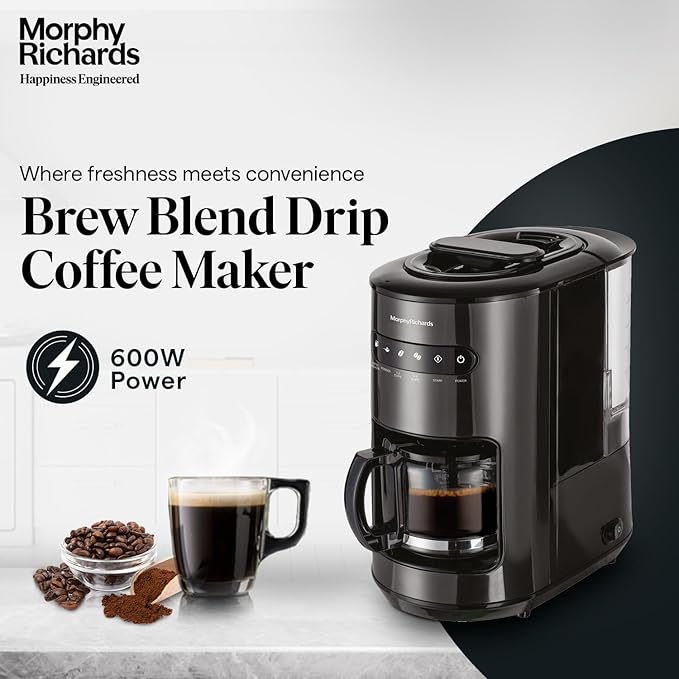 Morphy
Richards
Happiness Engineered
Where freshness meets convenience
Brew Blend Drip
Coffee Maker
600W
Power
MorphyRichards
START
POWER